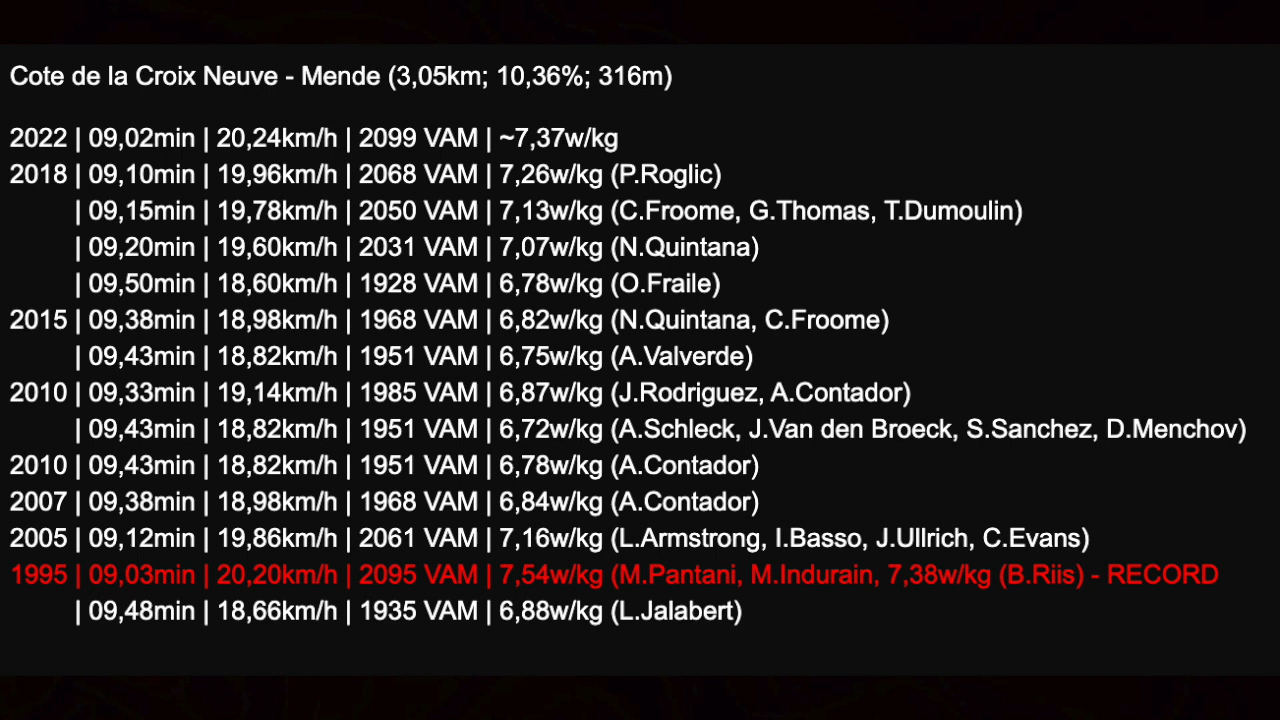 Cote de la Croix Neuve - Mende (3,05km; 10,36%; 316m)
2022 | 09,02min | 20,24km/h | 2099 VAM | ~7,37w/kg
2018 | 09,10min | 19,96km/h | 2068 VAM | 7,26w/kg (P.Roglic)
| 09,15min | 19,78km/h | 2050 VAM | 7,13w/kg (C.Froome, G.Thomas, T.Dumoulin)
| 09,20min | 19,60km/h | 2031 VAM | 7,07w/kg (N.Quintana)
| 09,50min | 18,60km/h | 1928 VAM | 6,78w/kg (O.Fraile)
2015 | 09,38min | 18,98km/h | 1968 VAM | 6,82w/kg (N.Quintana, C.Froome)
| 09,43min | 18,82km/h | 1951 VAM | 6,75w/kg (A.Valverde)
2010 | 09,33min | 19,14km/h | 1985 VAM | 6,87w/kg (J.Rodriguez, A.Contador)
| 09,43min | 18,82km/h | 1951 VAM | 6,72w/kg (A.Schleck, J.Van den Broeck, S.Sanchez, D.Menchov)
2010 | 09,43min | 18,82km/h | 1951 VAM | 6,78w/kg (A.Contador)
2007 | 09,38min | 18,98km/h | 1968 VAM | 6,84w/kg (A.Contador)
2005 | 09,12min | 19,86km/h | 2061 VAM | 7,16w/kg (L.Armstrong, I.Basso, J.Ullrich, C.Evans)
1995 | 09,03min | 20,20km/h | 2095 VAM | 7,54w/kg (M.Pantani, M.Indurain, 7,38w/kg (B.Riis) - RECORD
| 09,48min | 18,66km/h | 1935 VAM | 6,88w/kg (L.Jalabert)